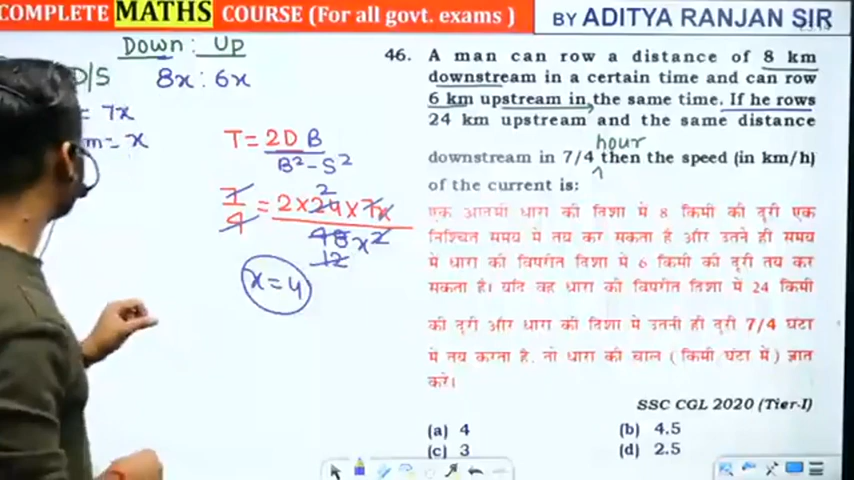 COMPLETE MATHS COURSE (For all govt. exams )
BY ADITYA RANJAN SIR
Down : Up
D/S 8x : 6x
= 7x
m= x
T= 2D B
B²-S²
7/4 = 2×24×7x
2
48x²
12
x=4
46. A man can row a distance of 8 km
downstream in a certain time and can row
6 km upstream in the same time. If he rows
24 km upstream and the same distance
hour
downstream in 7/4 then the speed (in km/h)
of the current is:
एक आदमी धारा की दिशा में 8 किमी की दूरी एक
निश्चित समय में तय कर सकता है और उतने ही समय
में धारा की विपरीत दिशा में 6 किमी की दूरी तय कर
सकता है। यदि वह धारा की विपरीत दिशा में 24 किमी
की दूरी और धारा की दिशा में उतनी ही दूरी 7/4 घंटा
में तय करता है, तो धारा की चाल (किमी घंटा में) ज्ञात
करें।
SSC CGL 2020 (Tier-I)
(a) 4 (b) 4.5
(c) 3 (d) 2.5